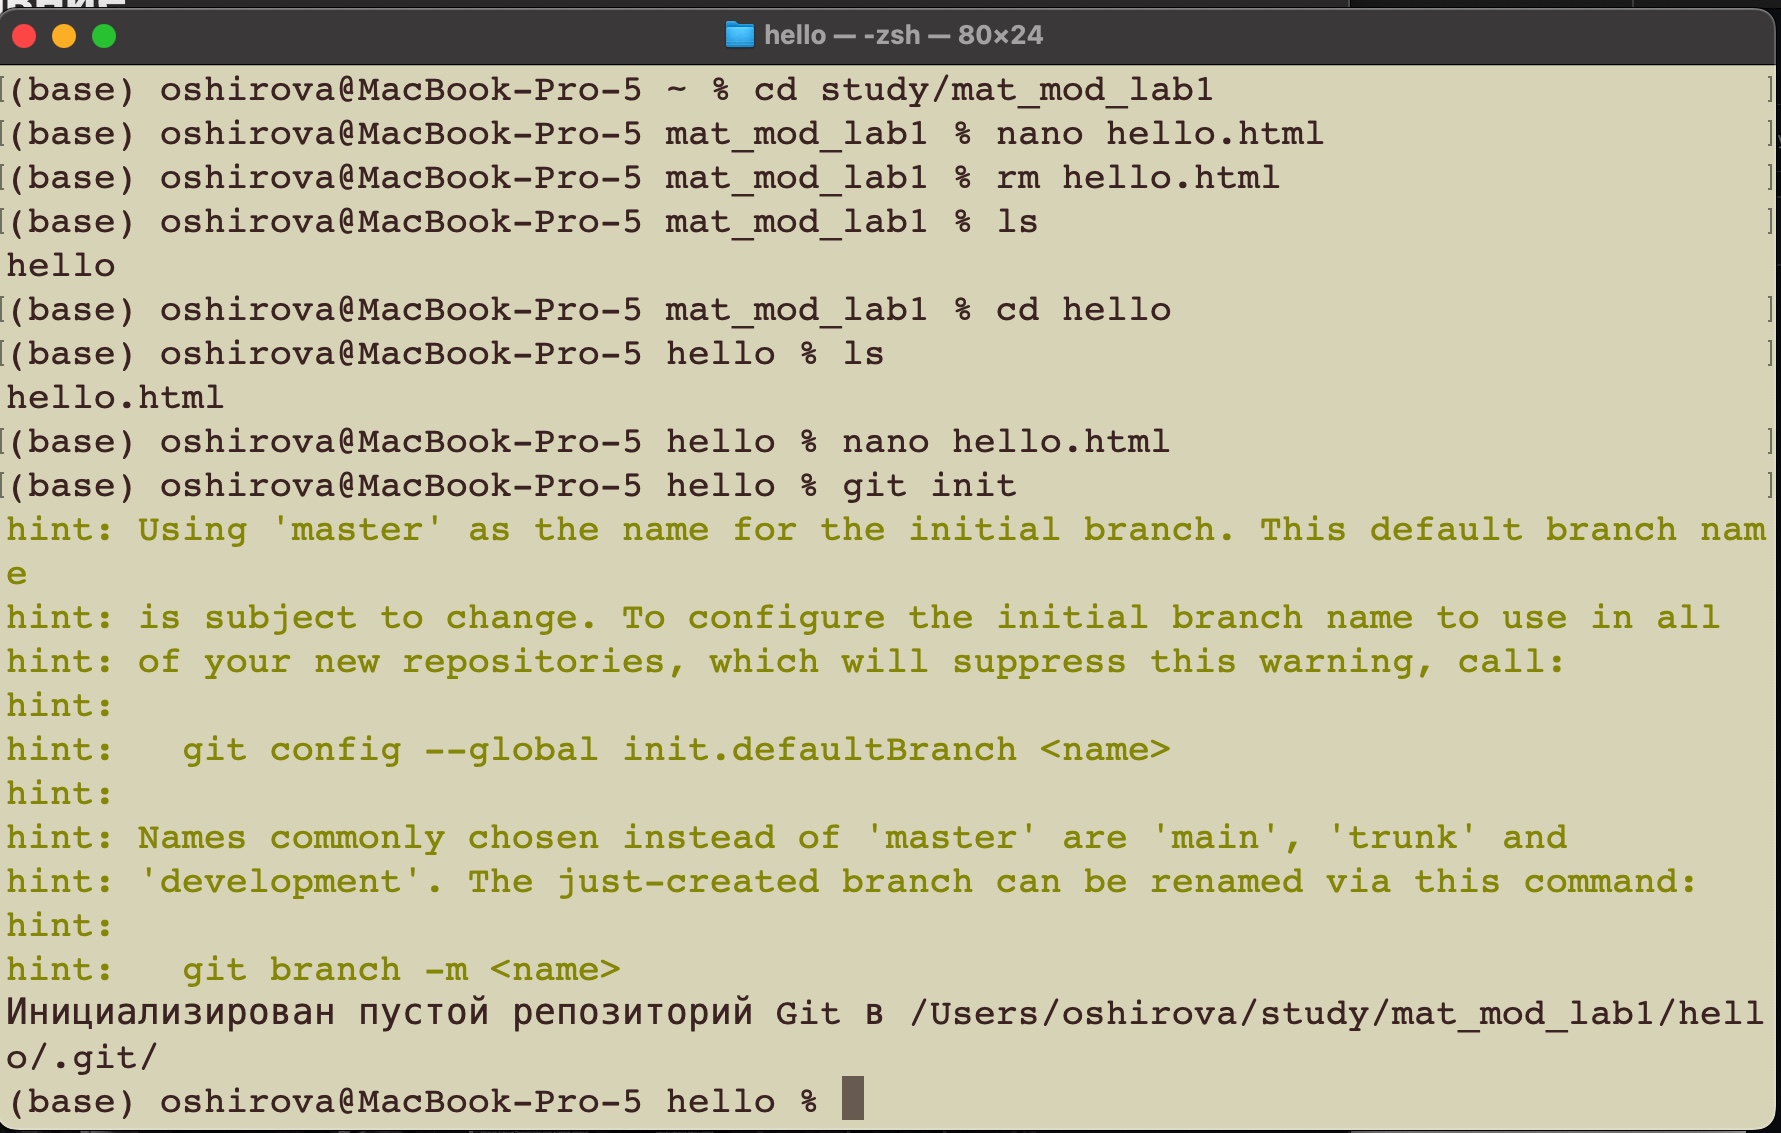 hello — -zsh — 80×24
(base) oshirova@MacBook-Pro-5 ~ % cd study/mat_mod_lab1
(base) oshirova@MacBook-Pro-5 mat_mod_lab1 % nano hello.html
(base) oshirova@MacBook-Pro-5 mat_mod_lab1 % rm hello.html
(base) oshirova@MacBook-Pro-5 mat_mod_lab1 % ls
hello
(base) oshirova@MacBook-Pro-5 mat_mod_lab1 % cd hello
(base) oshirova@MacBook-Pro-5 hello % ls
hello.html
(base) oshirova@MacBook-Pro-5 hello % nano hello.html
(base) oshirova@MacBook-Pro-5 hello % git init
hint: Using 'master' as the name for the initial branch. This default branch nam
e
hint: is subject to change. To configure the initial branch name to use in all
hint: of your new repositories, which will suppress this warning, call:
hint:
hint:   git config --global init.defaultBranch <name>
hint:
hint: Names commonly chosen instead of 'master' are 'main', 'trunk' and
hint: 'development'. The just-created branch can be renamed via this command:
hint:
hint:   git branch -m <name>
Инициализирован пустой репозиторий Git в /Users/oshirova/study/mat_mod_lab1/hell
o/.git/
(base) oshirova@MacBook-Pro-5 hello %